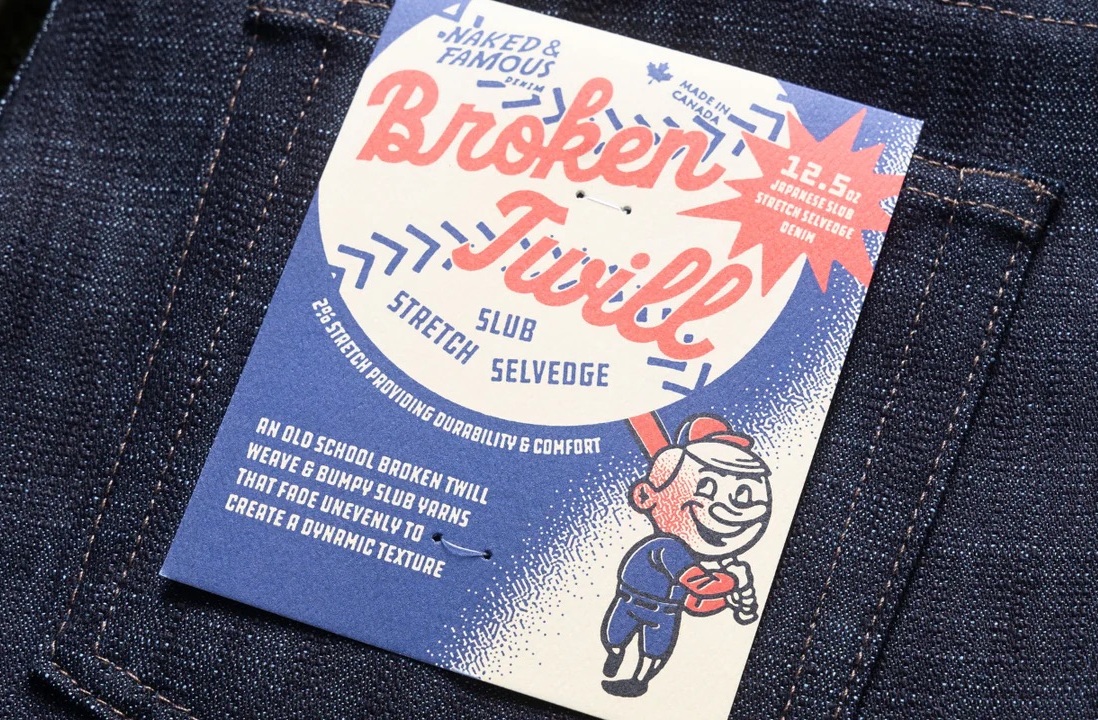 NAKED &
FAMOUS
DENIM
MADE IN
CANADA
Broken
Twill
12.5oz
JAPANESE SLUB
STRETCH SELVEDGE
DENIM
STRETCH
SLUB
SELVEDGE
2% STRETCH PROVIDING DURABILITY & COMFORT
AN OLD SCHOOL BROKEN TWILL
WEAVE & BUMPY SLUB YARNS
THAT FADE UNEVENLY TO
CREATE A DYNAMIC TEXTURE